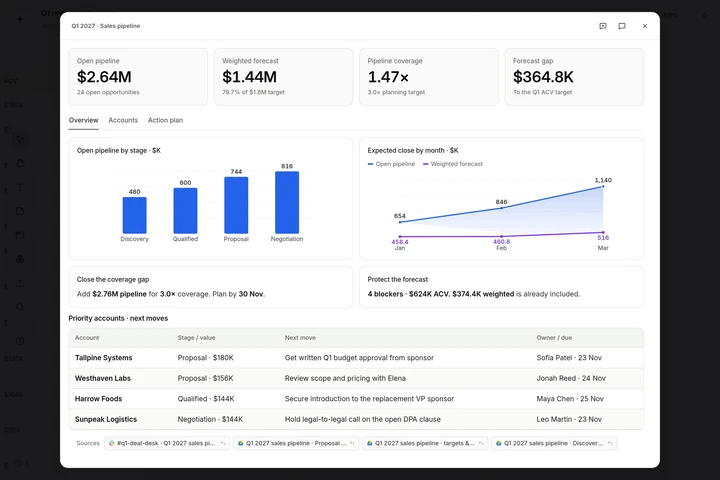 Q1 2027 · Sales pipeline
Open pipeline
$2.64M
24 open opportunities
Weighted forecast
$1.44M
79.7% of $1.8M target
Pipeline coverage
1.47×
3.0× planning target
Forecast gap
$364.8K
To the Q1 ACV target
Overview Accounts Action plan
Open pipeline by stage · $K
480
600
744
816
Discovery Qualified Proposal Negotiation
Expected close by month · $K
Open pipeline Weighted forecast
654
846
1,140
458.4
460.8
516
Jan Feb Mar
Close the coverage gap
Add $2.76M pipeline for 3.0× coverage. Plan by 30 Nov.
Protect the forecast
4 blockers · $624K ACV. $374.4K weighted is already included.
Priority accounts · next moves
Account Stage / value Next move Owner / due
Tallpine Systems Proposal · $180K Get written Q1 budget approval from sponsor Sofia Patel · 23 Nov
Westhaven Labs Proposal · $156K Review scope and pricing with Elena Jonah Reed · 24 Nov
Harrow Foods Qualified · $144K Secure introduction to the replacement VP sponsor Maya Chen · 25 Nov
Sunpeak Logistics Negotiation · $144K Hold legal-to-legal call on the open DPA clause Leo Martin · 23 Nov
Sources #q1-deal-desk · Q1 2027 sales pi... Q1 2027 sales pipeline · Proposal ... Q1 2027 sales pipeline · targets &... Q1 2027 sales pipeline · Discover...